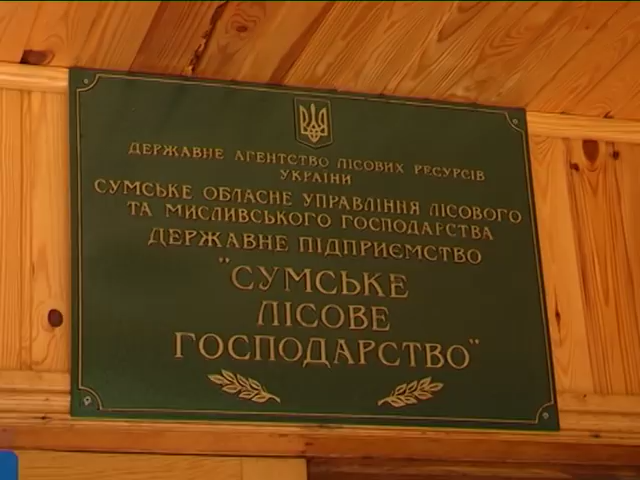 ДЕРЖАВНЕ АГЕНТСТВО ЛІСОВИХ РЕСУРСІВ
УКРАЇНИ
СУМСЬКЕ ОБЛАСНЕ УПРАВЛІННЯ ЛІСОВОГО
ТА МИСЛИВСЬКОГО ГОСПОДАРСТВА
ДЕРЖАВНЕ ПІДПРИЄМСТВО
"СУМСЬКЕ
ЛІСОВЕ
ГОСПОДАРСТВО"